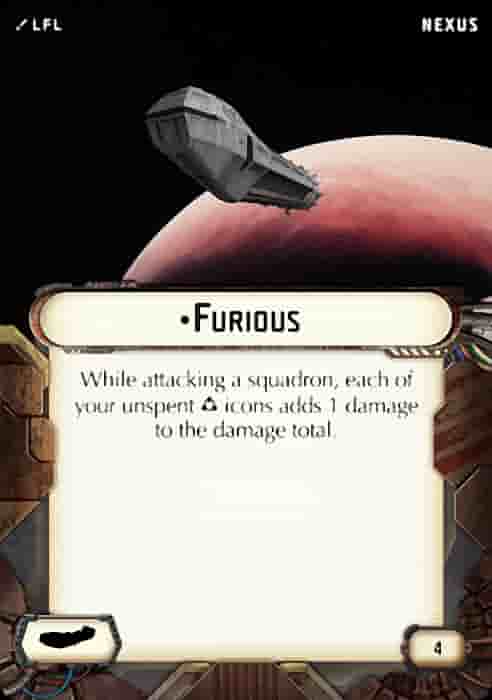 LFL
NEXUS
•FURIOUS
While attacking a squadron, each of
your unspent icons adds 1 damage
to the damage total.
4